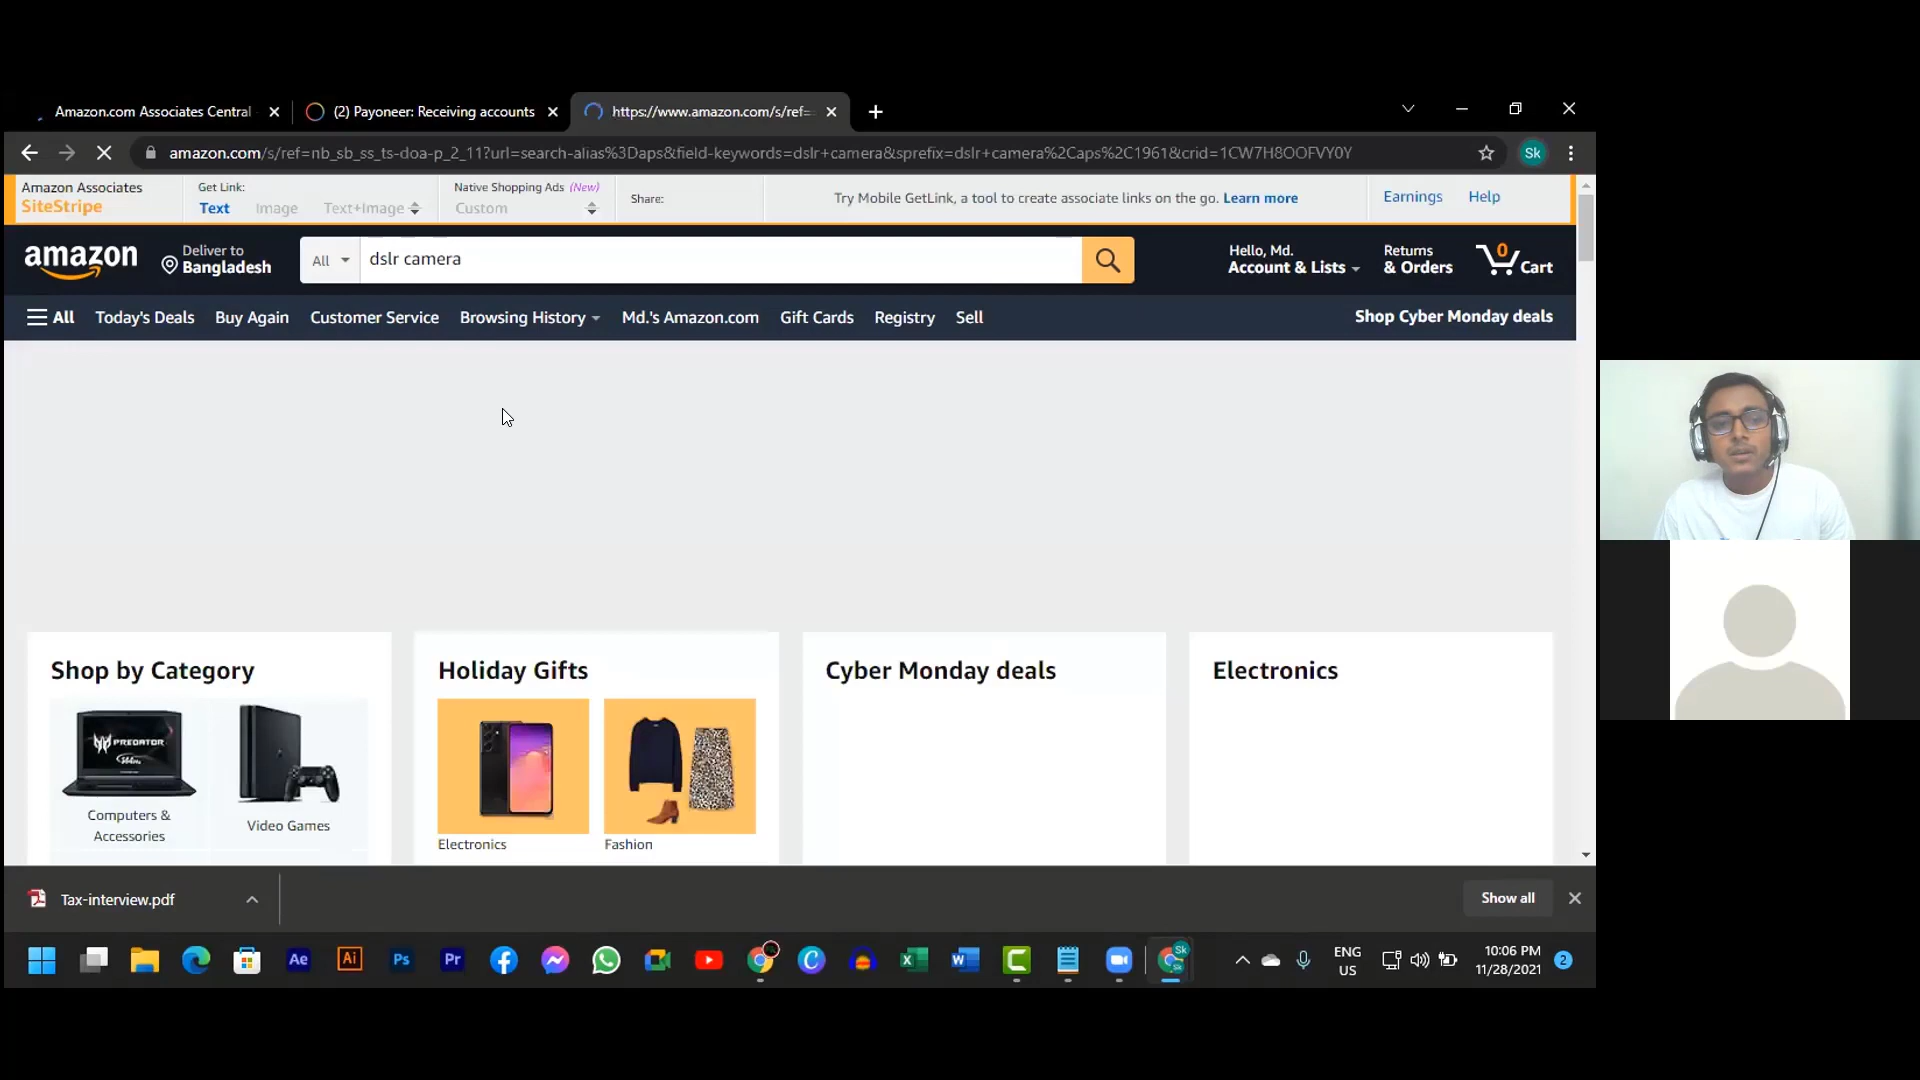 Amazon.com Associates Central
(2) Payoneer: Receiving accounts
https://www.amazon.com/s/ref=
amazon.com/s/ref=nb_sb_ss_ts-doa-p_2_11?url=search-alias%3Daps&field-keywords=dslr+camera&sprefix=dslr+camera%2Caps%2C1961&crid=1CW7H8OOFVY0Y
Sk
Amazon Associates
SiteStripe
Get Link:
Text
Image
Text+Image
Native Shopping Ads (New)
Custom
Share:
Try Mobile GetLink, a tool to create associate links on the go. Learn more
Earnings
Help
amazon
Deliver to
Bangladesh
All
dslr camera
Hello, Md.
Account & Lists
Returns
& Orders
0
Cart
All
Today's Deals
Buy Again
Customer Service
Browsing History
Md.'s Amazon.com
Gift Cards
Registry
Sell
Shop Cyber Monday deals
Shop by Category
Holiday Gifts
Cyber Monday deals
Electronics
PREDATOR
Computers &
Accessories
Video Games
Electronics
Fashion
Tax-interview.pdf
Show all
Ae
Ai
Ps
Pr
Sk
ENG
US
10:06 PM
11/28/2021
2